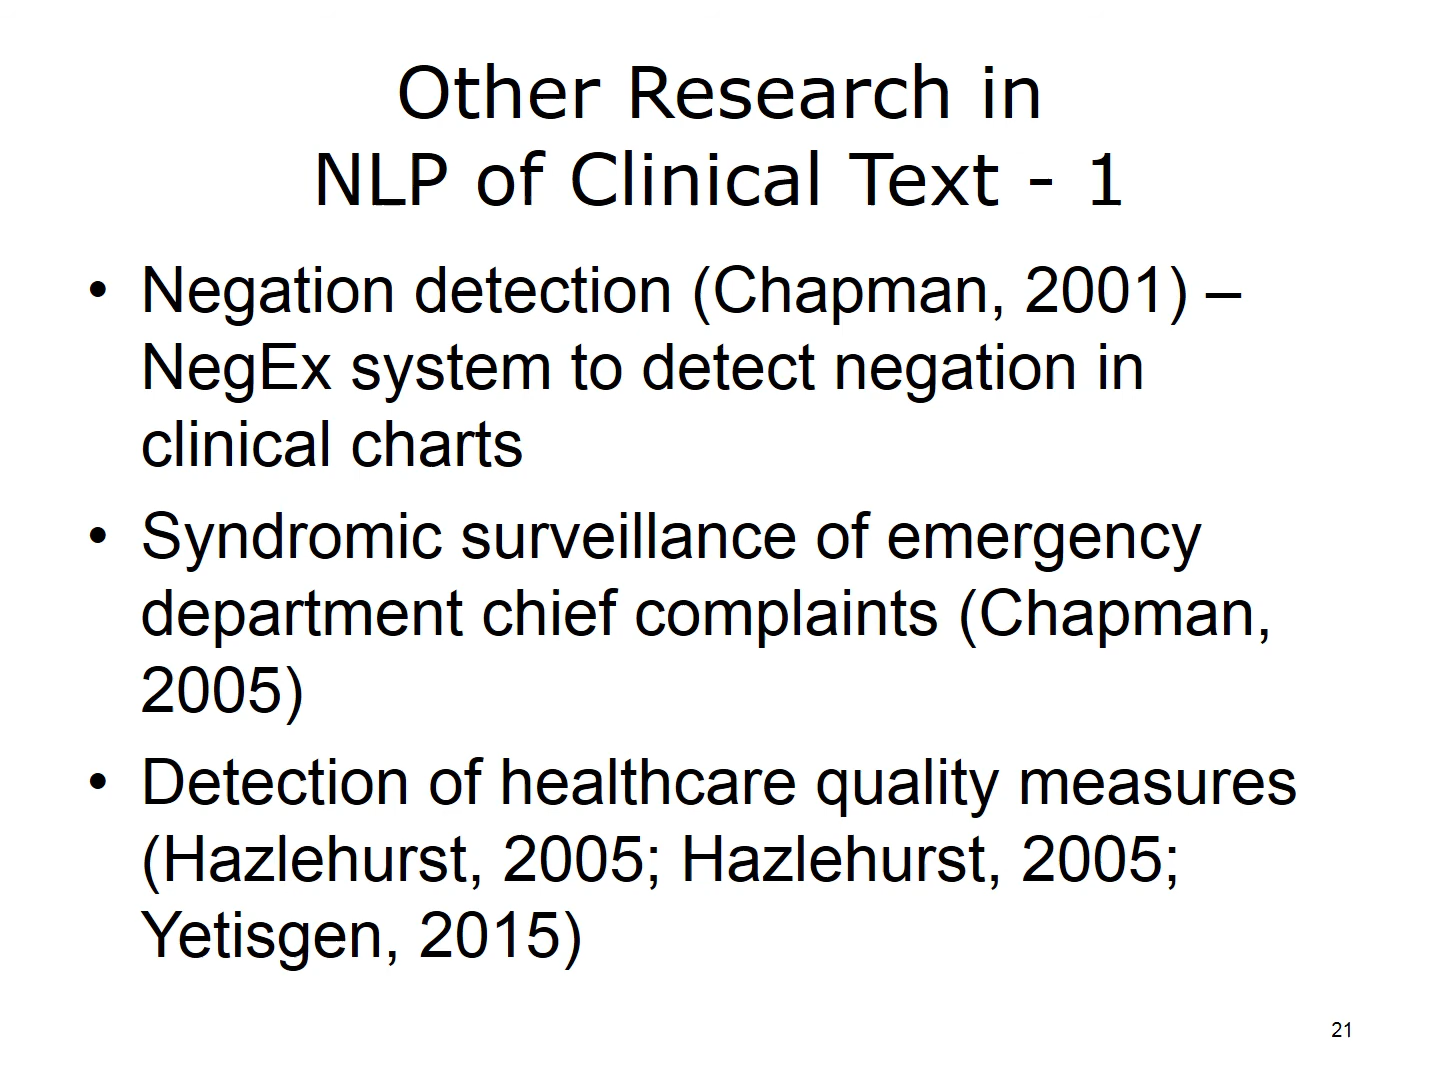 Other Research in
NLP of Clinical Text - 1
• Negation detection (Chapman, 2001) –
NegEx system to detect negation in
clinical charts
• Syndromic surveillance of emergency
department chief complaints (Chapman,
2005)
• Detection of healthcare quality measures
(Hazlehurst, 2005; Hazlehurst, 2005;
Yetisgen, 2015)
21